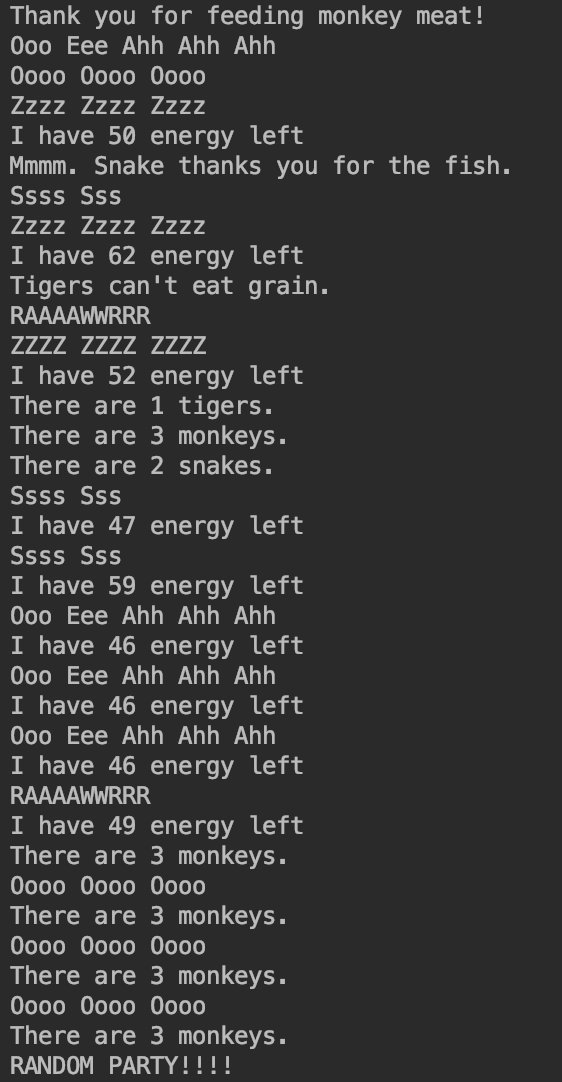 Thank you for feeding monkey meat!
Ooo Eee Ahh Ahh Ahh
Oooo Oooo Oooo
Zzzz Zzzz Zzzz
I have 50 energy left
Mmmm. Snake thanks you for the fish.
Ssss Sss
Zzzz Zzzz Zzzz
I have 62 energy left
Tigers can't eat grain.
RAAAAWWRRR
ZZZZ ZZZZ ZZZZ
I have 52 energy left
There are 1 tigers.
There are 3 monkeys.
There are 2 snakes.
Ssss Sss
I have 47 energy left
Ssss Sss
I have 59 energy left
Ooo Eee Ahh Ahh Ahh
I have 46 energy left
Ooo Eee Ahh Ahh Ahh
I have 46 energy left
Ooo Eee Ahh Ahh Ahh
I have 46 energy left
RAAAAWWRRR
I have 49 energy left
There are 3 monkeys.
Oooo Oooo Oooo
There are 3 monkeys.
Oooo Oooo Oooo
There are 3 monkeys.
Oooo Oooo Oooo
There are 3 monkeys.
RANDOM PARTY!!!!